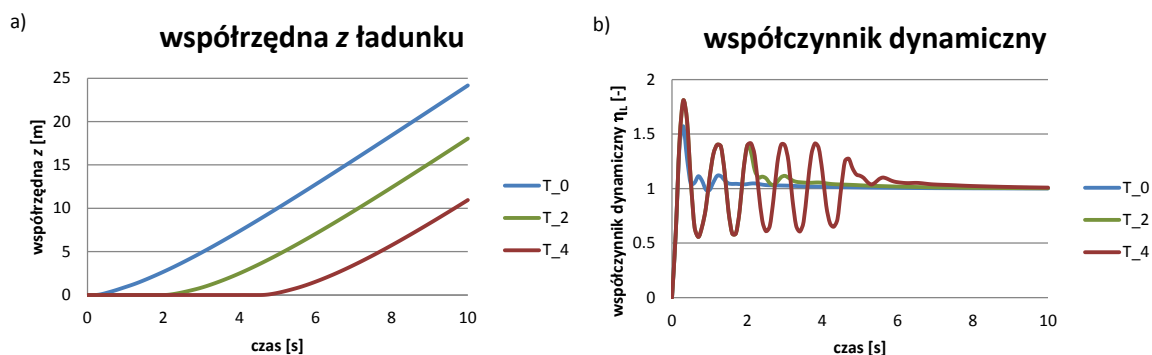 a)
współrzędna z ładunku
współrzędna z [m]
25
20
15
10
5
0
0
2
4
6
8
10
czas [s]
T_0
T_2
T_4
b)
współczynnik dynamiczny
współczynnik dynamiczny η_L [-]
2
1.5
1
0.5
0
0
2
4
6
8
10
czas [s]
T_0
T_2
T_4